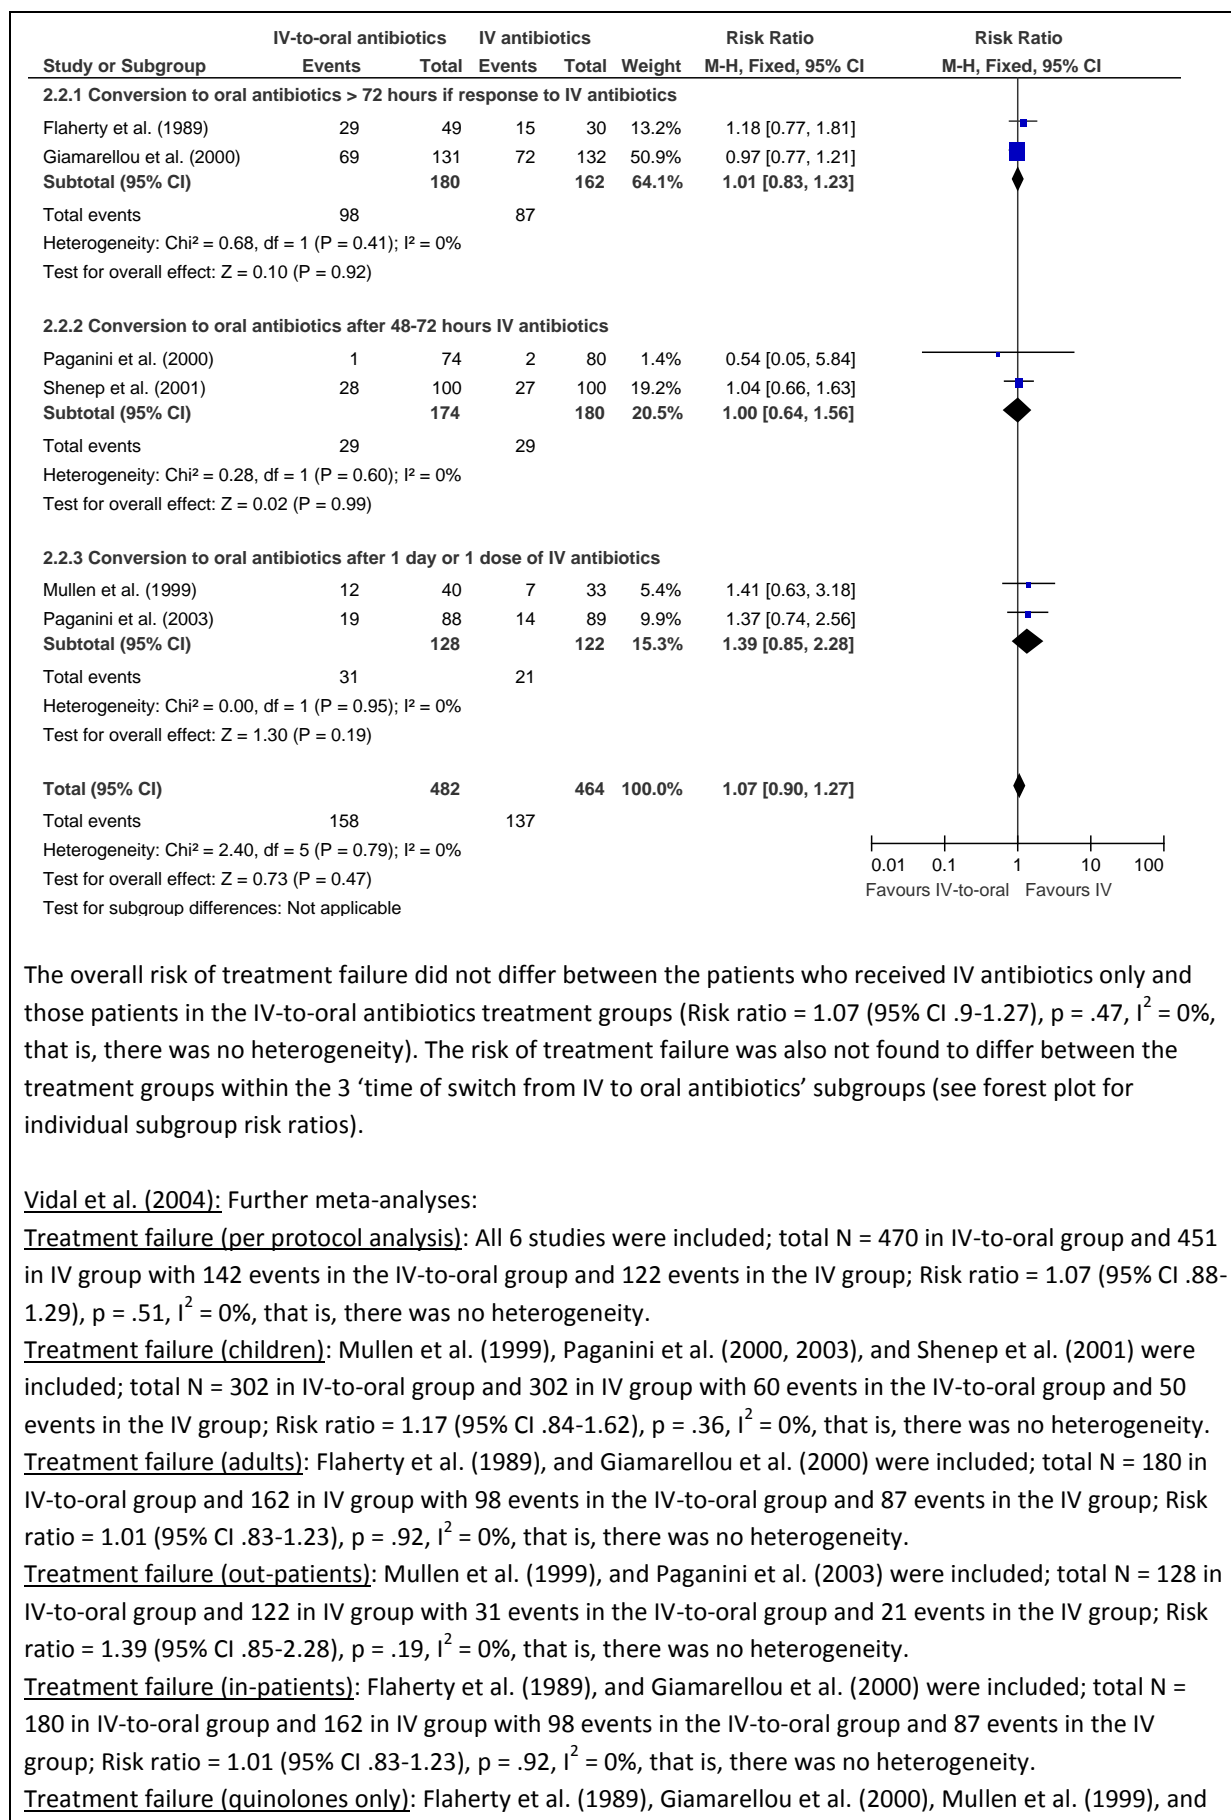 IV-to-oral antibiotics IV antibiotics Risk Ratio Risk Ratio
Study or Subgroup Events Total Events Total Weight M-H, Fixed, 95% CI M-H, Fixed, 95% CI
2.2.1 Conversion to oral antibiotics > 72 hours if response to IV antibiotics
Flaherty et al. (1989) 29 49 15 30 13.2% 1.18 [0.77, 1.81]
Giamarellou et al. (2000) 69 131 72 132 50.9% 0.97 [0.77, 1.21]
Subtotal (95% CI) 180 162 64.1% 1.01 [0.83, 1.23]
Total events 98 87
Heterogeneity: Chi² = 0.68, df = 1 (P = 0.41); I² = 0%
Test for overall effect: Z = 0.10 (P = 0.92)
2.2.2 Conversion to oral antibiotics after 48-72 hours IV antibiotics
Paganini et al. (2000) 1 74 2 80 1.4% 0.54 [0.05, 5.84]
Shenep et al. (2001) 28 100 27 100 19.2% 1.04 [0.66, 1.63]
Subtotal (95% CI) 174 180 20.5% 1.00 [0.64, 1.56]
Total events 29 29
Heterogeneity: Chi² = 0.28, df = 1 (P = 0.60); I² = 0%
Test for overall effect: Z = 0.02 (P = 0.99)
2.2.3 Conversion to oral antibiotics after 1 day or 1 dose of IV antibiotics
Mullen et al. (1999) 12 40 7 33 5.4% 1.41 [0.63, 3.18]
Paganini et al. (2003) 19 88 14 89 9.9% 1.37 [0.74, 2.56]
Subtotal (95% CI) 128 122 15.3% 1.39 [0.85, 2.28]
Total events 31 21
Heterogeneity: Chi² = 0.00, df = 1 (P = 0.95); I² = 0%
Test for overall effect: Z = 1.30 (P = 0.19)
Total (95% CI) 482 464 100.0% 1.07 [0.90, 1.27]
Total events 158 137
Heterogeneity: Chi² = 2.40, df = 5 (P = 0.79); I² = 0%
Test for overall effect: Z = 0.73 (P = 0.47)
Test for subgroup differences: Not applicable
0.01 0.1 1 10 100
Favours IV-to-oral Favours IV
The overall risk of treatment failure did not differ between the patients who received IV antibiotics only and
those patients in the IV-to-oral antibiotics treatment groups (Risk ratio = 1.07 (95% CI .9-1.27), p = .47, I² = 0%,
that is, there was no heterogeneity). The risk of treatment failure was also not found to differ between the
treatment groups within the 3 ‘time of switch from IV to oral antibiotics’ subgroups (see forest plot for
individual subgroup risk ratios).
Vidal et al. (2004): Further meta-analyses:
Treatment failure (per protocol analysis): All 6 studies were included; total N = 470 in IV-to-oral group and 451
in IV group with 142 events in the IV-to-oral group and 122 events in the IV group; Risk ratio = 1.07 (95% CI .88-
1.29), p = .51, I² = 0%, that is, there was no heterogeneity.
Treatment failure (children): Mullen et al. (1999), Paganini et al. (2000, 2003), and Shenep et al. (2001) were
included; total N = 302 in IV-to-oral group and 302 in IV group with 60 events in the IV-to-oral group and 50
events in the IV group; Risk ratio = 1.17 (95% CI .84-1.62), p = .36, I² = 0%, that is, there was no heterogeneity.
Treatment failure (adults): Flaherty et al. (1989), and Giamarellou et al. (2000) were included; total N = 180 in
IV-to-oral group and 162 in IV group with 98 events in the IV-to-oral group and 87 events in the IV group; Risk
ratio = 1.01 (95% CI .83-1.23), p = .92, I² = 0%, that is, there was no heterogeneity.
Treatment failure (out-patients): Mullen et al. (1999), and Paganini et al. (2003) were included; total N = 128 in
IV-to-oral group and 122 in IV group with 31 events in the IV-to-oral group and 21 events in the IV group; Risk
ratio = 1.39 (95% CI .85-2.28), p = .19, I² = 0%, that is, there was no heterogeneity.
Treatment failure (in-patients): Flaherty et al. (1989), and Giamarellou et al. (2000) were included; total N =
180 in IV-to-oral group and 162 in IV group with 98 events in the IV-to-oral group and 87 events in the IV
group; Risk ratio = 1.01 (95% CI .83-1.23), p = .92, I² = 0%, that is, there was no heterogeneity.
Treatment failure (quinolones only): Flaherty et al. (1989), Giamarellou et al. (2000), Mullen et al. (1999), and